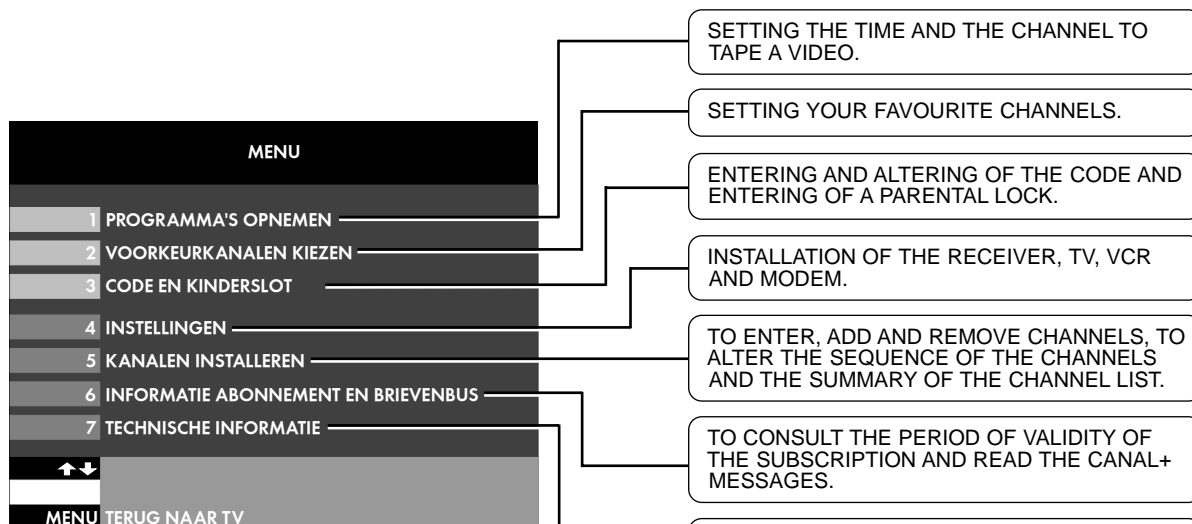 MENU
1 PROGRAMMA'S OPNEMEN
2 VOORKEURKANALEN KIEZEN
3 CODE EN KINDERSLOT
4 INSTELLINGEN
5 KANALEN INSTALLEREN
6 INFORMATIE ABONNEMENT EN BRIEVENBUS
7 TECHNISCHE INFORMATIE
MENU TERUG NAAR TV
SETTING THE TIME AND THE CHANNEL TO
TAPE A VIDEO.
SETTING YOUR FAVOURITE CHANNELS.
ENTERING AND ALTERING OF THE CODE AND
ENTERING OF A PARENTAL LOCK.
INSTALLATION OF THE RECEIVER, TV, VCR
AND MODEM.
TO ENTER, ADD AND REMOVE CHANNELS, TO
ALTER THE SEQUENCE OF THE CHANNELS
AND THE SUMMARY OF THE CHANNEL LIST.
TO CONSULT THE PERIOD OF VALIDITY OF
THE SUBSCRIPTION AND READ THE CANAL+
MESSAGES.